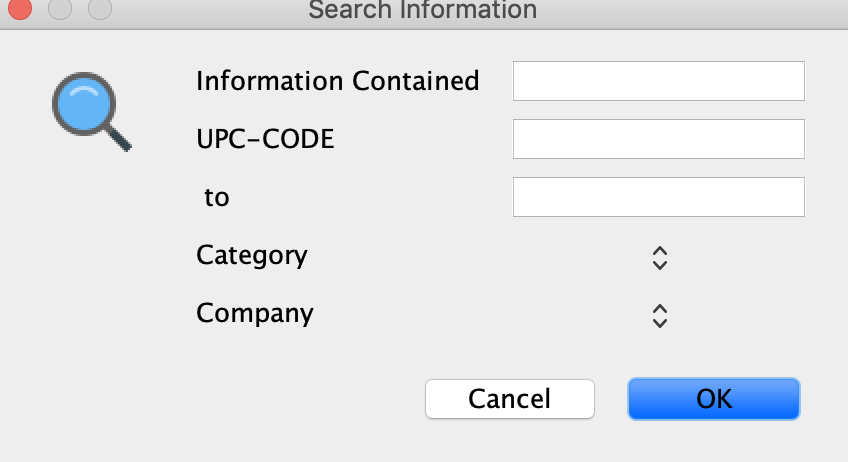 Search Information
Information Contained
UPC-CODE
to
Category
Company
Cancel
OK